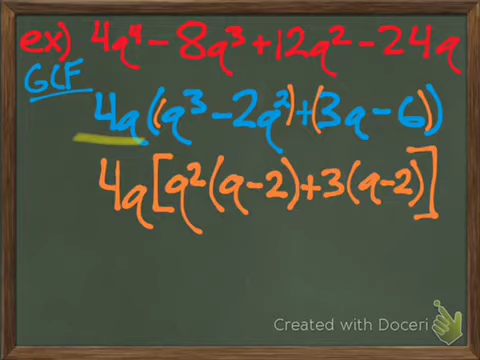 ex) 4a⁴ - 8a³ + 12a² - 24a
GCF
4a((a³ - 2a²) + (3a - 6))
4a[a²(a - 2) + 3(a - 2)]
Created with Doceri